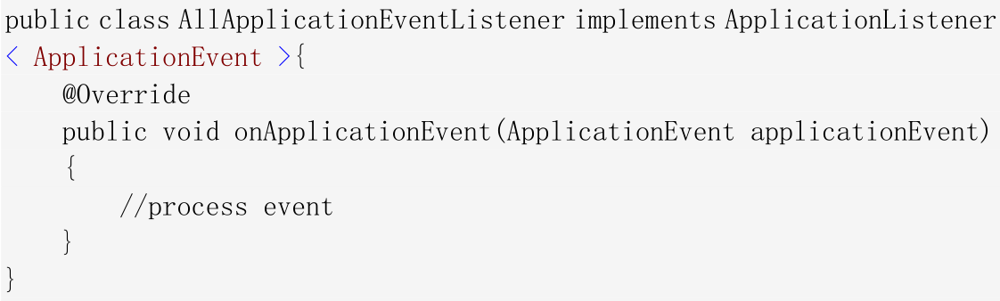 public class AllApplicationEventListener implements ApplicationListener
< ApplicationEvent >{
    @Override
    public void onApplicationEvent(ApplicationEvent applicationEvent)
    {
        //process event
    }
}